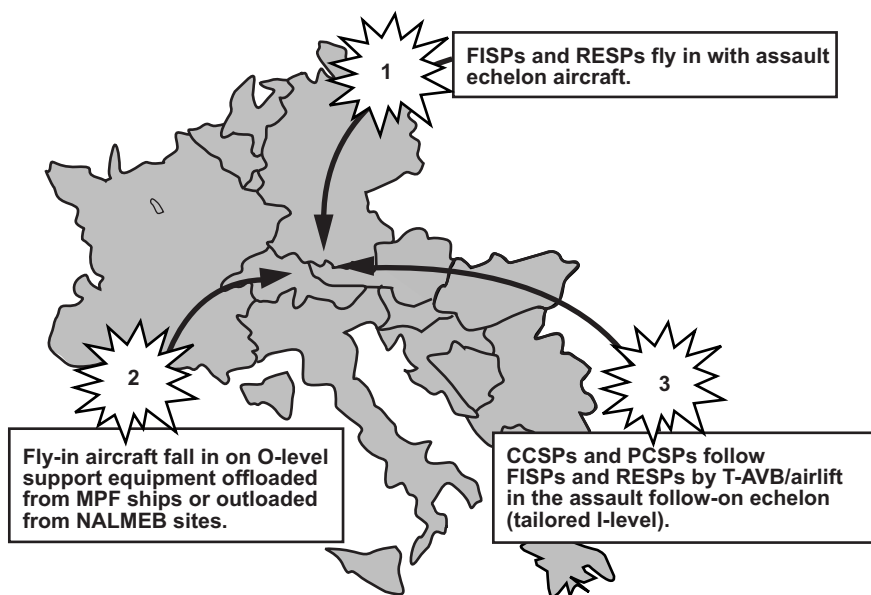 1
FISPs and RESPs fly in with assault
echelon aircraft.
2
Fly-in aircraft fall in on O-level
support equipment offloaded
from MPF ships or outloaded
from NALMEB sites.
3
CCSPs and PCSPs follow
FISPs and RESPs by T-AVB/airlift
in the assault follow-on echelon
(tailored I-level).